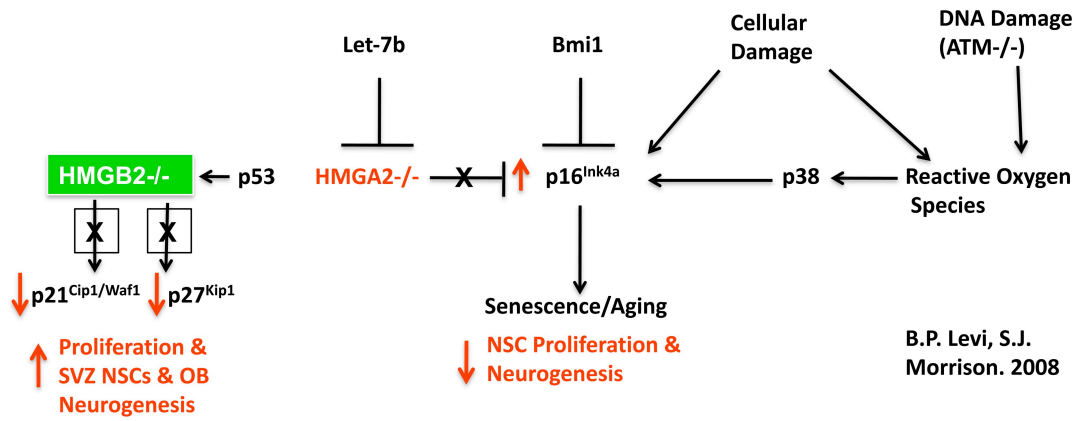 Let-7b
Bmi1
Cellular
Damage
DNA Damage
(ATM-/-)
HMGB2-/-
p53
HMGA2-/-
X
p16Ink4a
p38
Reactive Oxygen
Species
X
X
p21Cip1/Waf1
p27Kip1
Senescence/Aging
Proliferation &
SVZ NSCs & OB
Neurogenesis
NSC Proliferation &
Neurogenesis
B.P. Levi, S.J.
Morrison. 2008